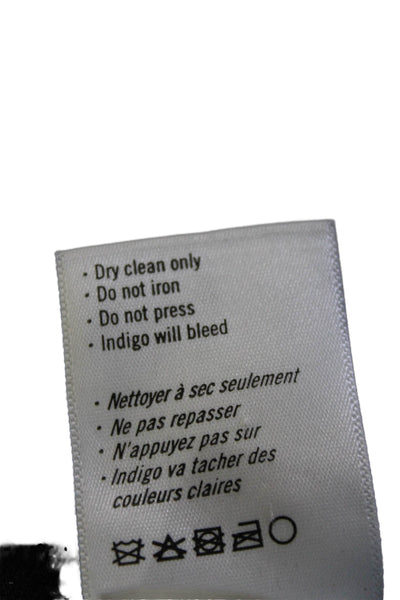 · Dry clean only
· Do not iron
· Do not press
· Indigo will bleed
· Nettoyer à sec seulement
· Ne pas repasser
· N'appuyez pas sur
· Indigo va tacher des
couleurs claires